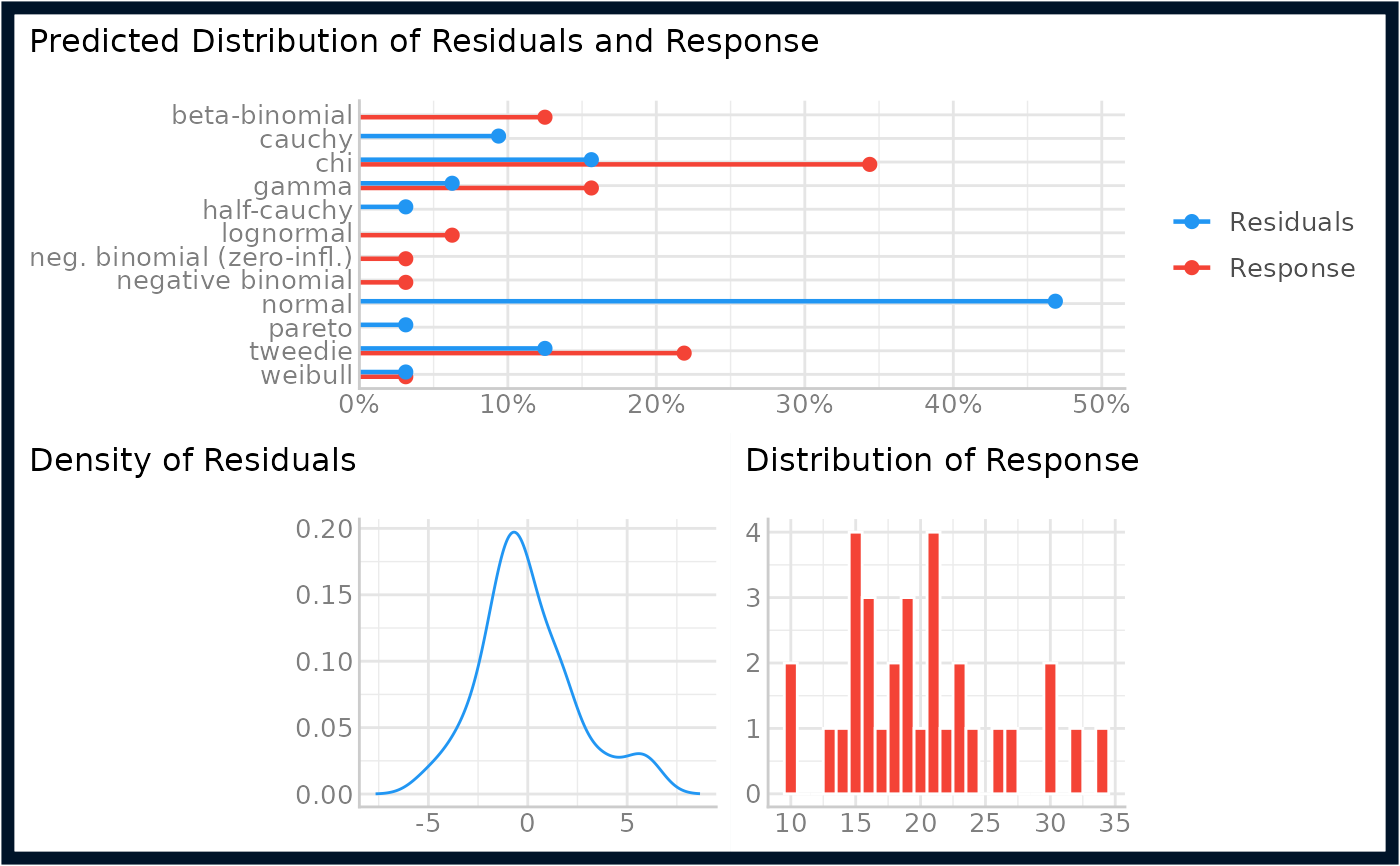 Predicted Distribution of Residuals and Response
beta-binomial
cauchy
chi
gamma
half-cauchy
lognormal
neg. binomial (zero-infl.)
negative binomial
normal
pareto
tweedie
weibull
0% 10% 20% 30% 40% 50%
Residuals
Response
Density of Residuals
0.20
0.15
0.10
0.05
0.00
-5 0 5
Distribution of Response
4
3
2
1
0
10 15 20 25 30 35